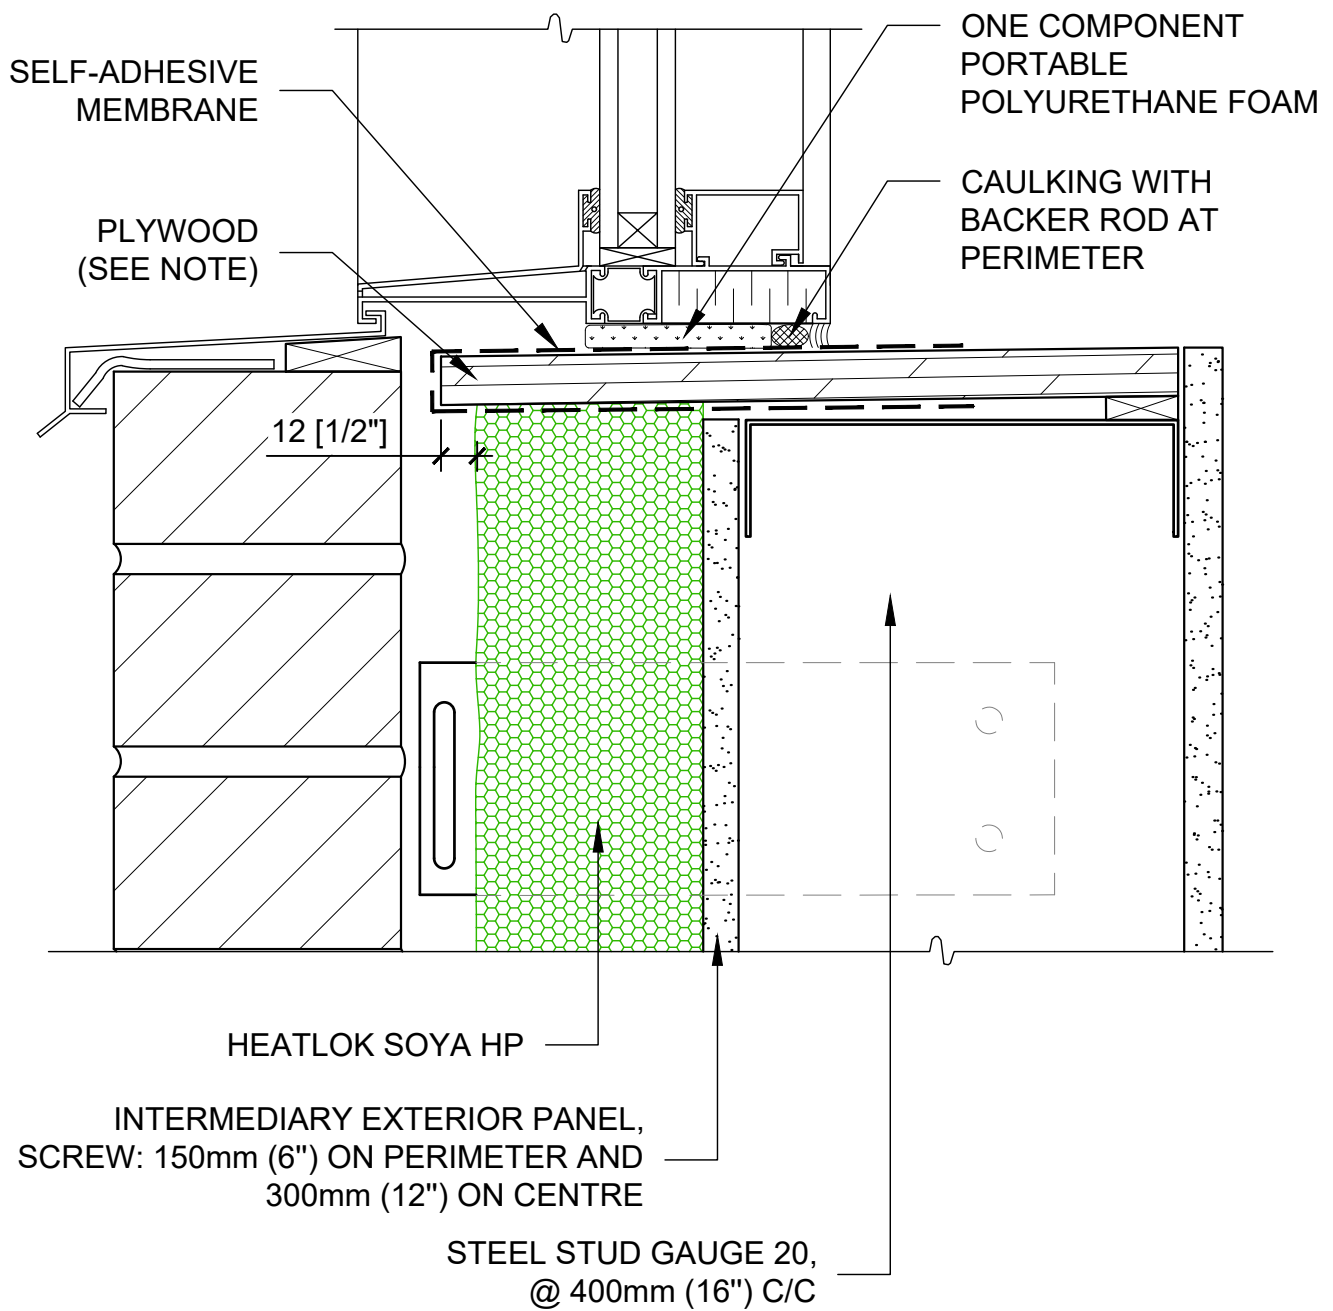 SELF-ADHESIVE
MEMBRANE
ONE COMPONENT
PORTABLE
POLYURETHANE FOAM
CAULKING WITH
BACKER ROD AT
PERIMETER
PLYWOOD
(SEE NOTE)
12 [1/2"]
HEATLOK SOYA HP
INTERMEDIARY EXTERIOR PANEL,
SCREW: 150mm (6") ON PERIMETER AND
300mm (12") ON CENTRE
STEEL STUD GAUGE 20,
@ 400mm (16") C/C